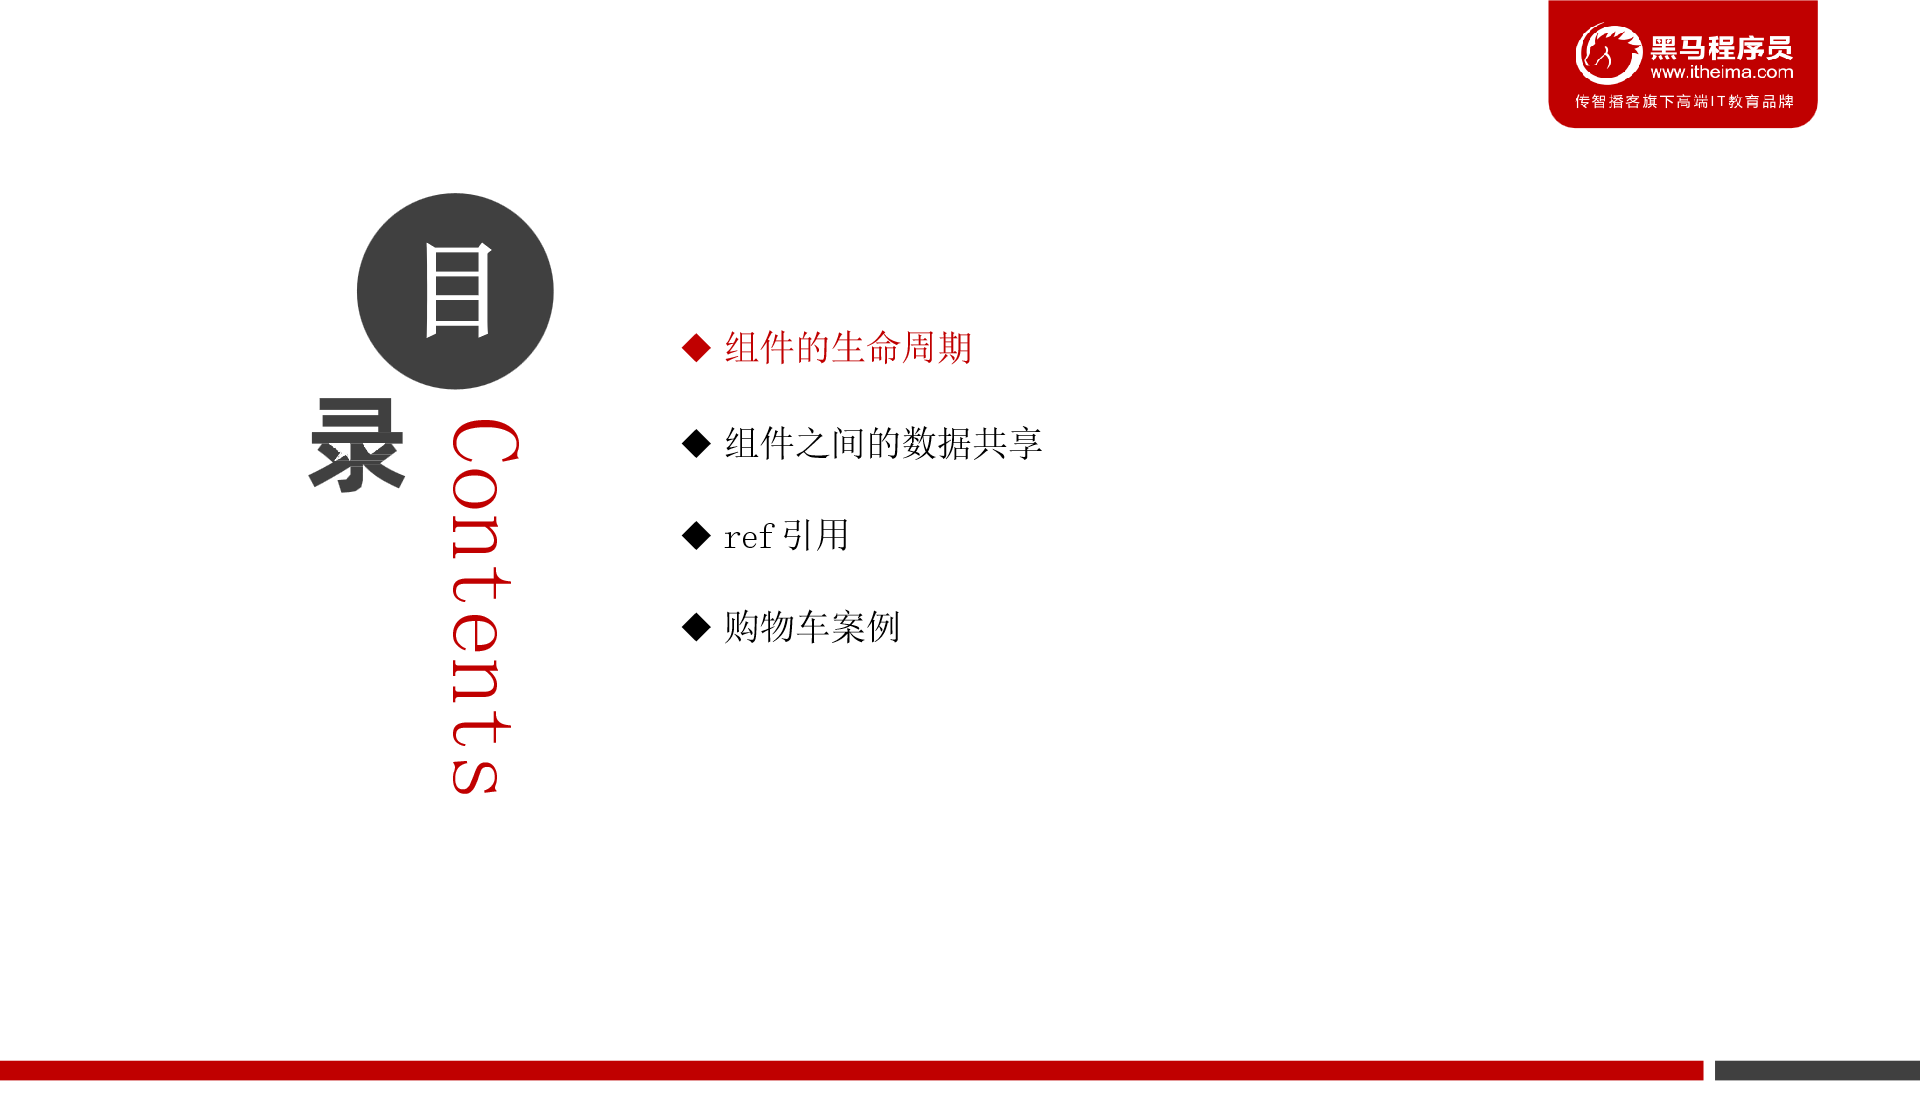 黑马程序员
www.itheima.com
传智播客旗下高端IT教育品牌
目
录
Contents
组件的生命周期
组件之间的数据共享
ref 引用
购物车案例